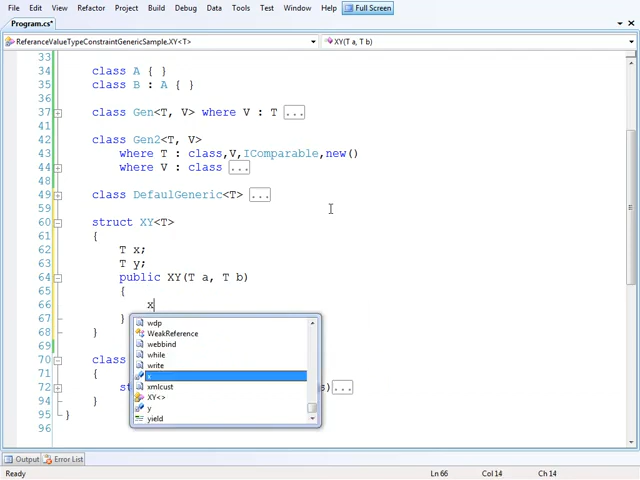 File Edit View Refactor Project Build Debug Data Tools Test Window Help Full Screen
Program.cs*
ReferanceValueTypeConstraintGenericSample.XY<T> XY(T a, T b)
33
34 class A { }
35 class B : A { }
36
37 class Gen<T, V> where V : T ...
41
42 class Gen2<T, V>
43 where T : class,V,IComparable,new()
44 where V : class ...
48
49 class DefaulGeneric<T> ...
59
60 struct XY<T>
61 {
62 T x;
63 T y;
64 public XY(T a, T b)
65 {
66 x
67 }
68 }
69
70 class
71 {
72 st s)...
94 }
95 }
96
wdp
WeakReference
webbind
while
write
x
xmlcust
XY<>
y
yield
Output Error List
Ready Ln 66 Col 14 Ch 14